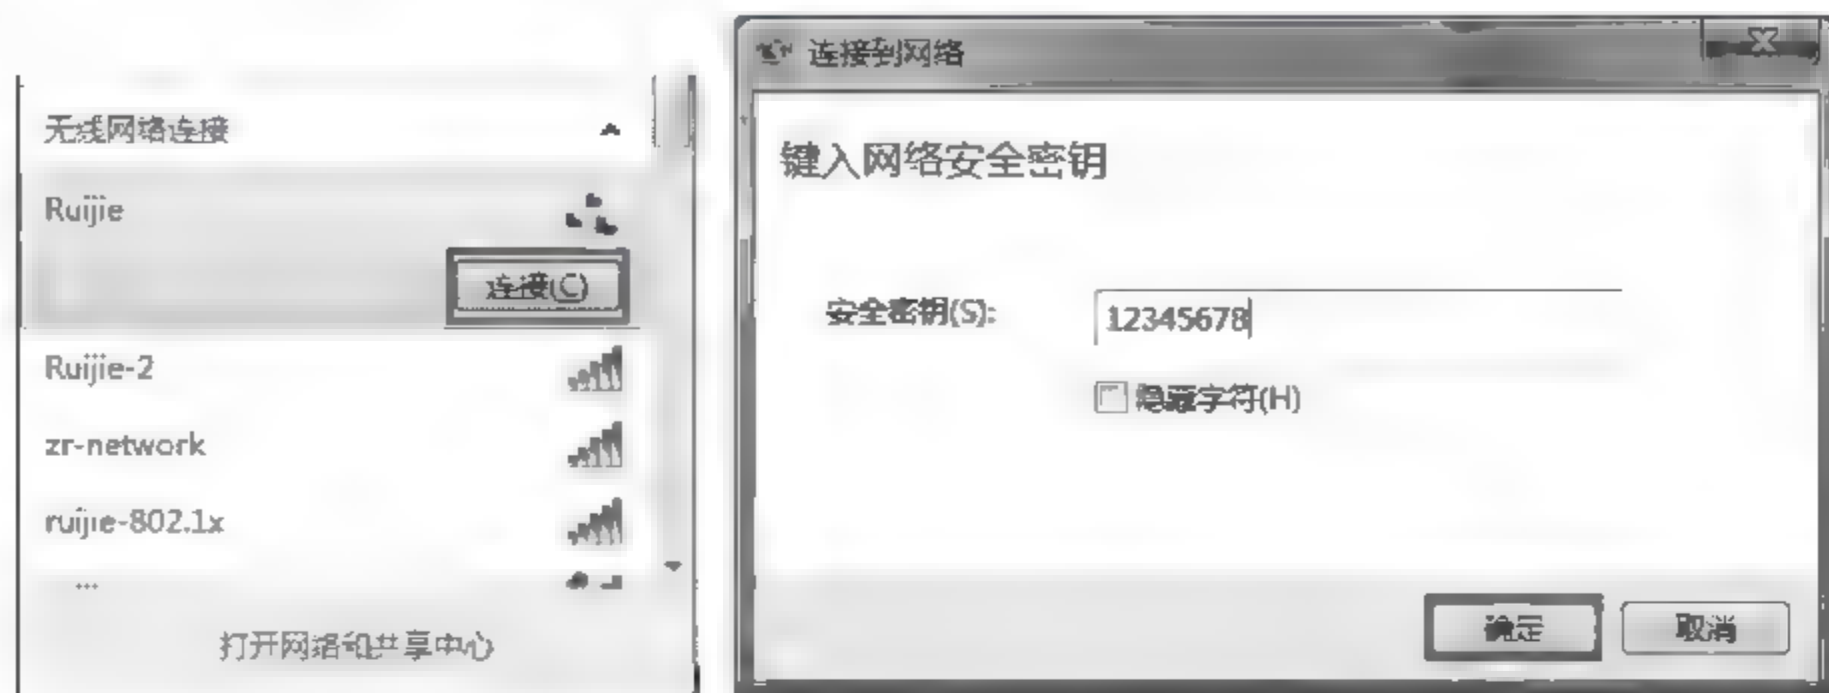 无线网络连接
Ruijie
连接(C)
Ruijie-2
zr-network
ruijie-802.1x
打开网络和共享中心
连接到网络
键入网络安全密钥
安全密钥(S):
12345678
隐藏字符(H)
确定
取消